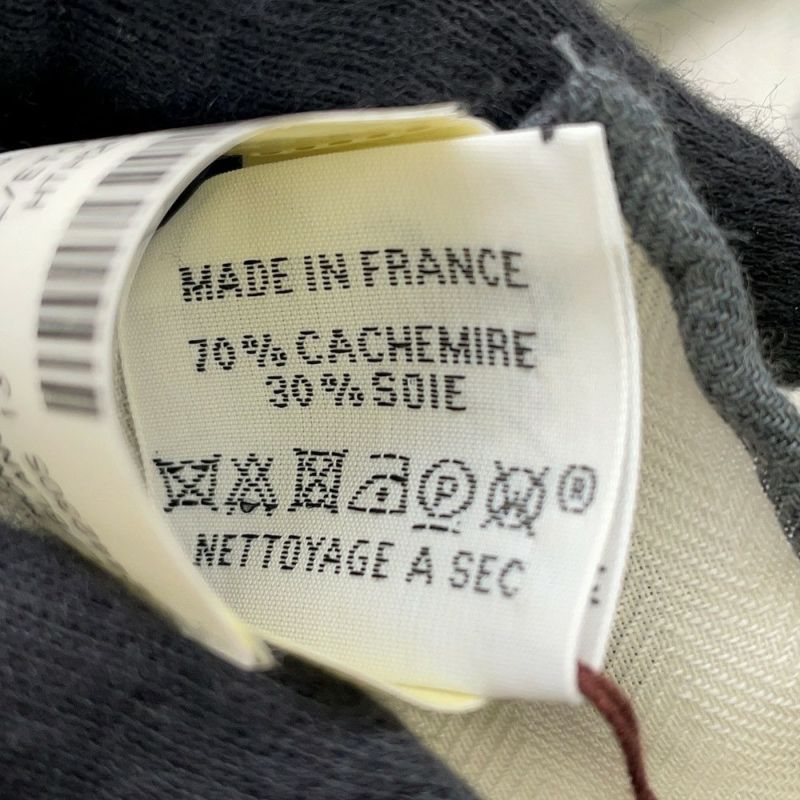 MADE IN FRANCE
70% CACHEMIRE
30% SOIE
P W ®
NETTOYAGE A SEC